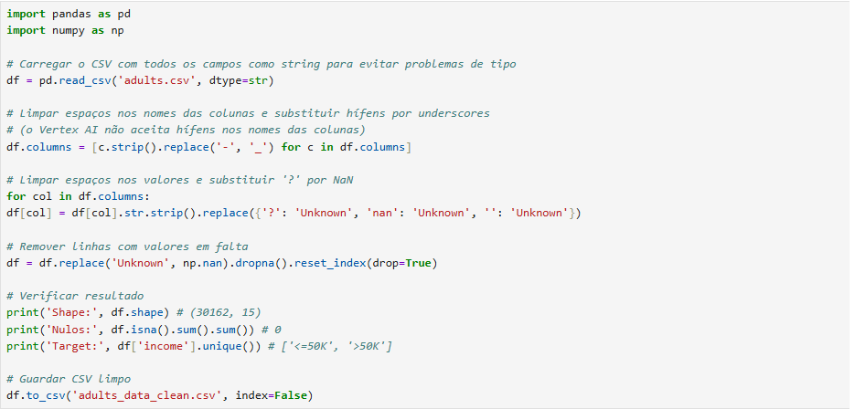 import pandas as pd
import numpy as np
# Carregar o CSV com todos os campos como string para evitar problemas de tipo
df = pd.read_csv('adults.csv', dtype=str)
# Limpar espaços nos nomes das colunas e substituir hífens por underscores
# (o Vertex AI não aceita hífens nos nomes das colunas)
df.columns = [c.strip().replace('-', '_') for c in df.columns]
# Limpar espaços nos valores e substituir '?' por NaN
for col in df.columns:
df[col] = df[col].str.strip().replace({'?': 'Unknown', 'nan': 'Unknown', '': 'Unknown'})
# Remover linhas com valores em falta
df = df.replace('Unknown', np.nan).dropna().reset_index(drop=True)
# Verificar resultado
print('Shape:', df.shape) # (30162, 15)
print('Nulos:', df.isna().sum().sum()) # 0
print('Target:', df['income'].unique()) # ['<=50K', '>50K']
# Guardar CSV limpo
df.to_csv('adults_data_clean.csv', index=False)